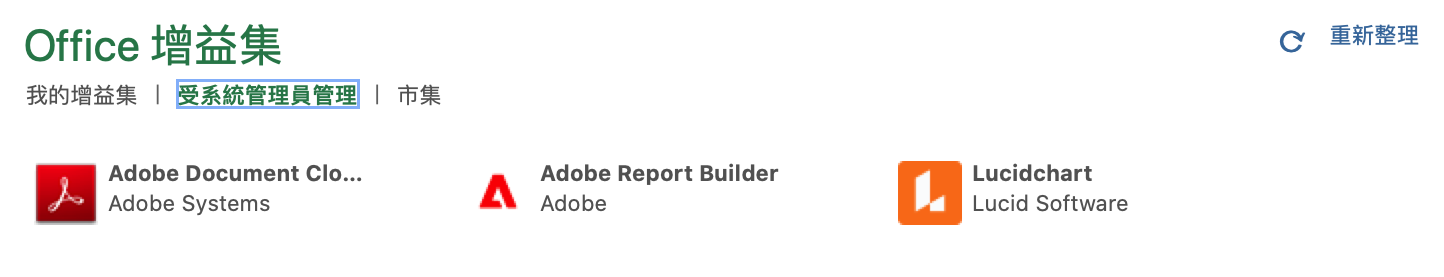 Office 增益集
重新整理
我的增益集 | 受系統管理員管理 | 市集
Adobe Document Clo...
Adobe Systems
Adobe Report Builder
Adobe
Lucidchart
Lucid Software